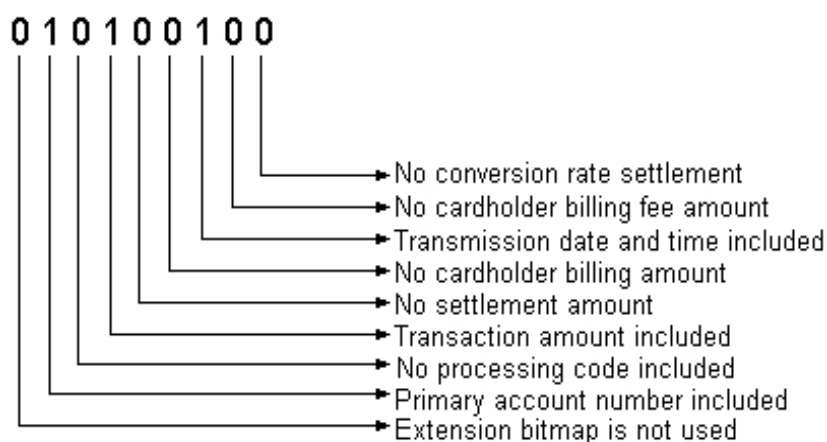 0 1 0 1 0 0 1 0 0
No conversion rate settlement
No cardholder billing fee amount
Transmission date and time included
No cardholder billing amount
No settlement amount
Transaction amount included
No processing code included
Primary account number included
Extension bitmap is not used